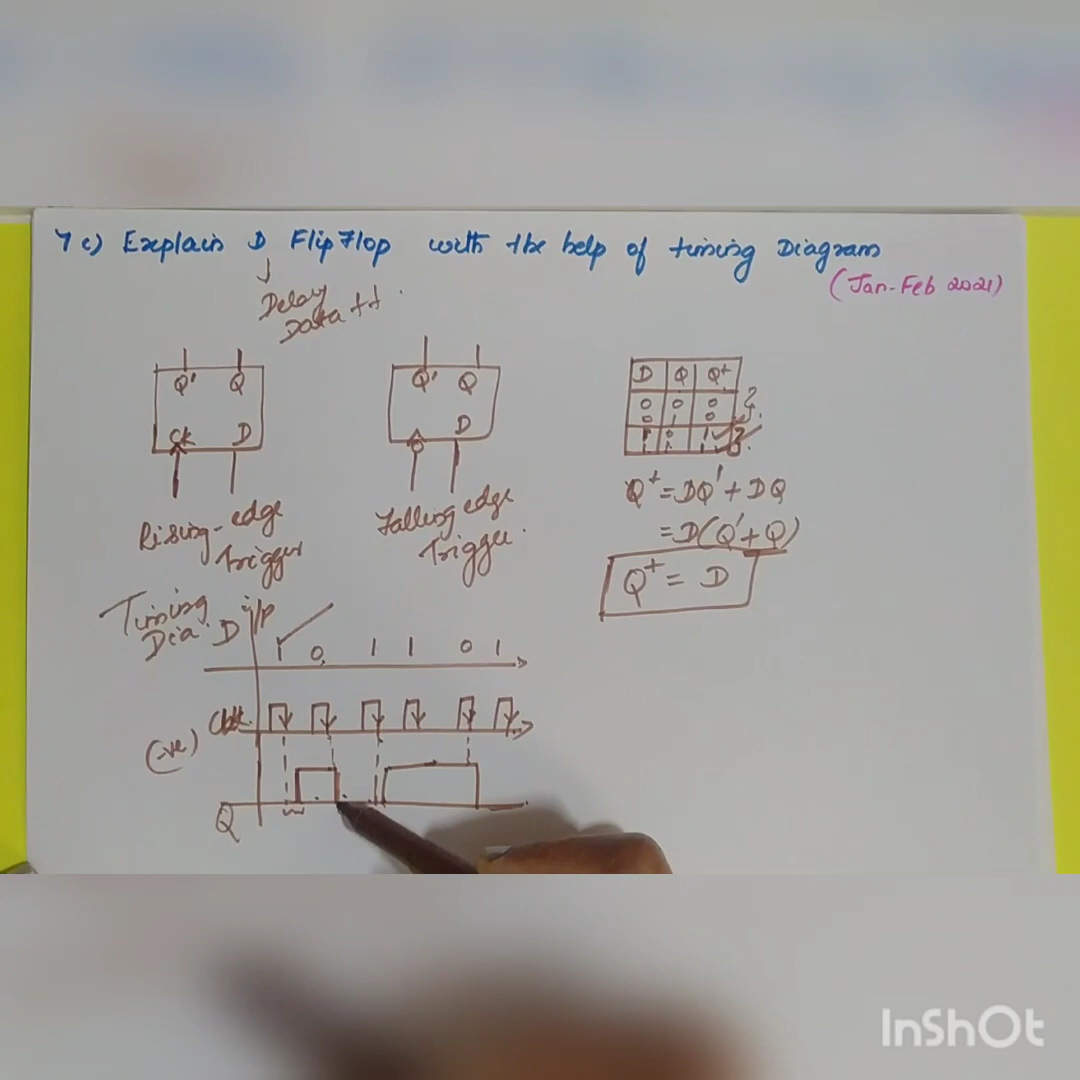 7 c) Explain D Flip Flop with the help of timing Diagram
(Jan-Feb 2021)
Delay
Data ff.
Q' Q
CK D
Rising-edge
Trigger
Q' Q
D
Falling edge
Trigger.
D Q Q+
0 0 0
0 1 0
1 0 1
1 1 1
Q+ = DQ' + DQ
= D(Q' + Q)
Q+ = D
Timing
Dia. D i/p
1 0 1 1 0 1
(-ve)
Q
InShOt